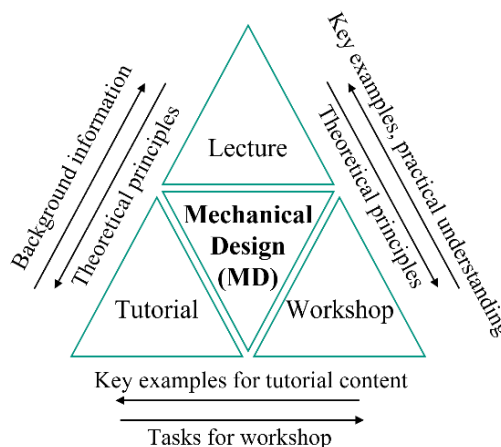 Lecture
Mechanical
Design
(MD)
Tutorial
Workshop
Background information
Theoretical principles
Key examples, practical understanding
Theoretical principles
Key examples for tutorial content
Tasks for workshop